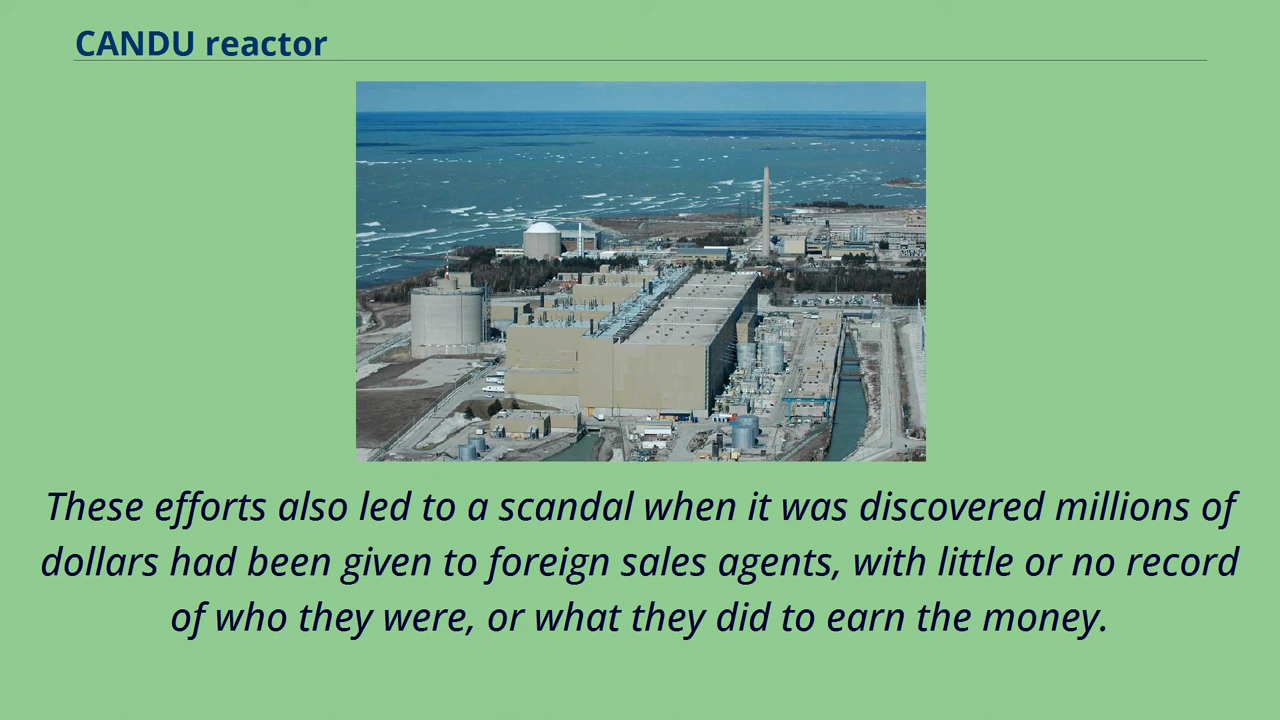 CANDU reactor
These efforts also led to a scandal when it was discovered millions of
dollars had been given to foreign sales agents, with little or no record
of who they were, or what they did to earn the money.